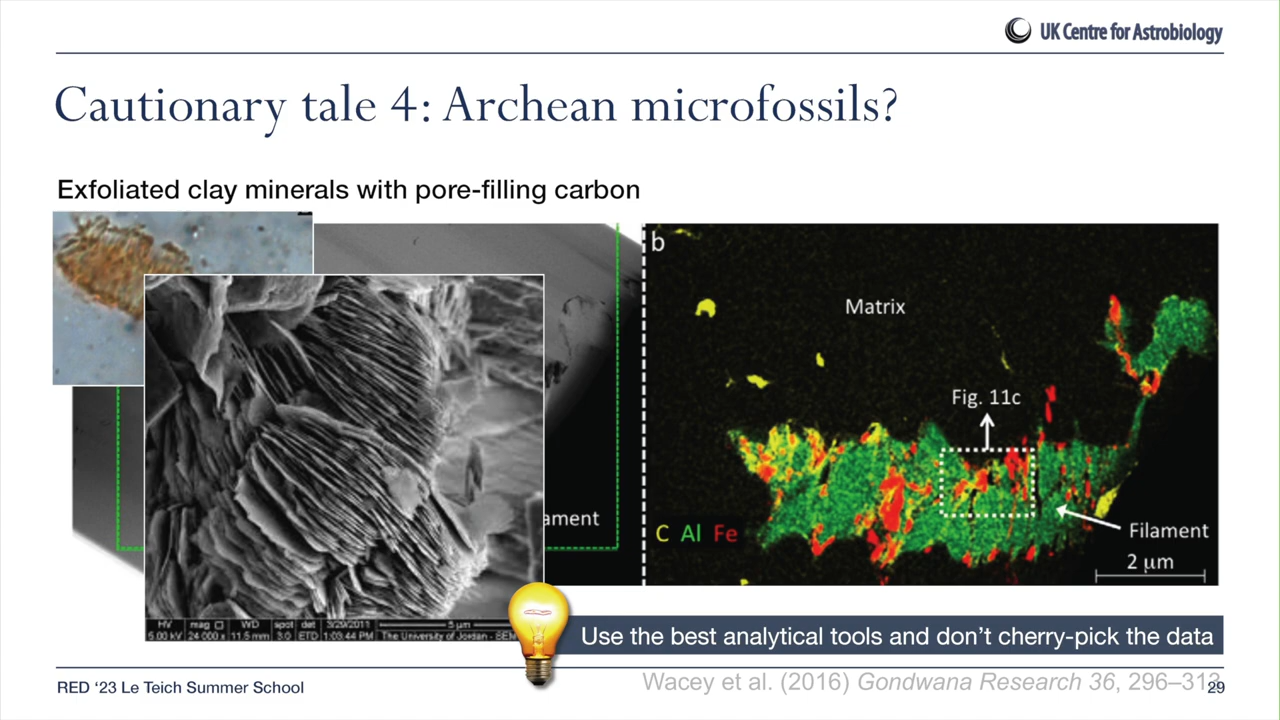 UK Centre for Astrobiology
Cautionary tale 4: Archean microfossils?
Exfoliated clay minerals with pore-filling carbon
b
Matrix
Fig. 11c
ament
C Al Fe
Filament
2 µm
HV mag WD spot det 3/29/2011 5 µm
5.00 kV 24 000 x 11.5 mm 3.0 ETD 1:03:44 PM The University of Jordan -
Use the best analytical tools and don't cherry-pick the data
RED '23 Le Teich Summer School
Wacey et al. (2016) Gondwana Research 36, 296–31
29